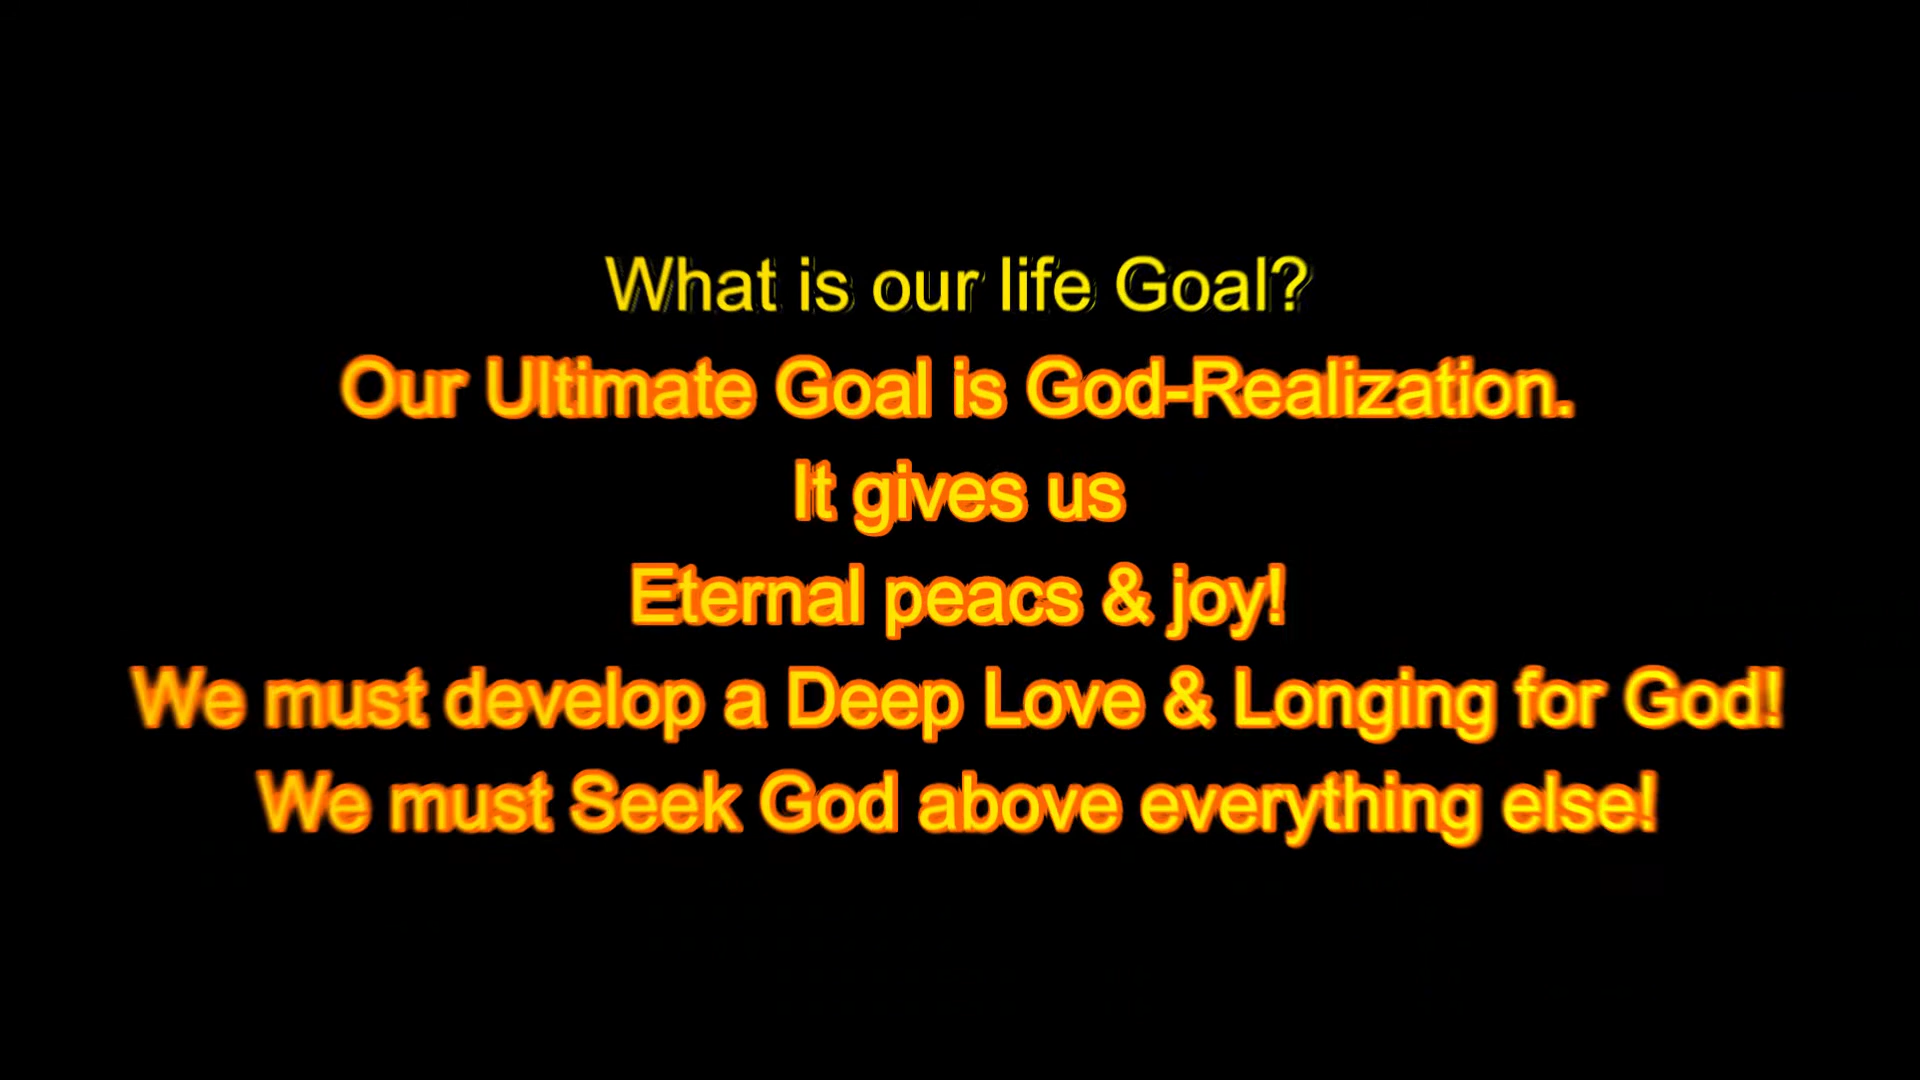 What is our life Goal?
Our Ultimate Goal is God-Realization.
It gives us
Eternal peacs & joy!
We must develop a Deep Love & Longing for God!
We must Seek God above everything else!